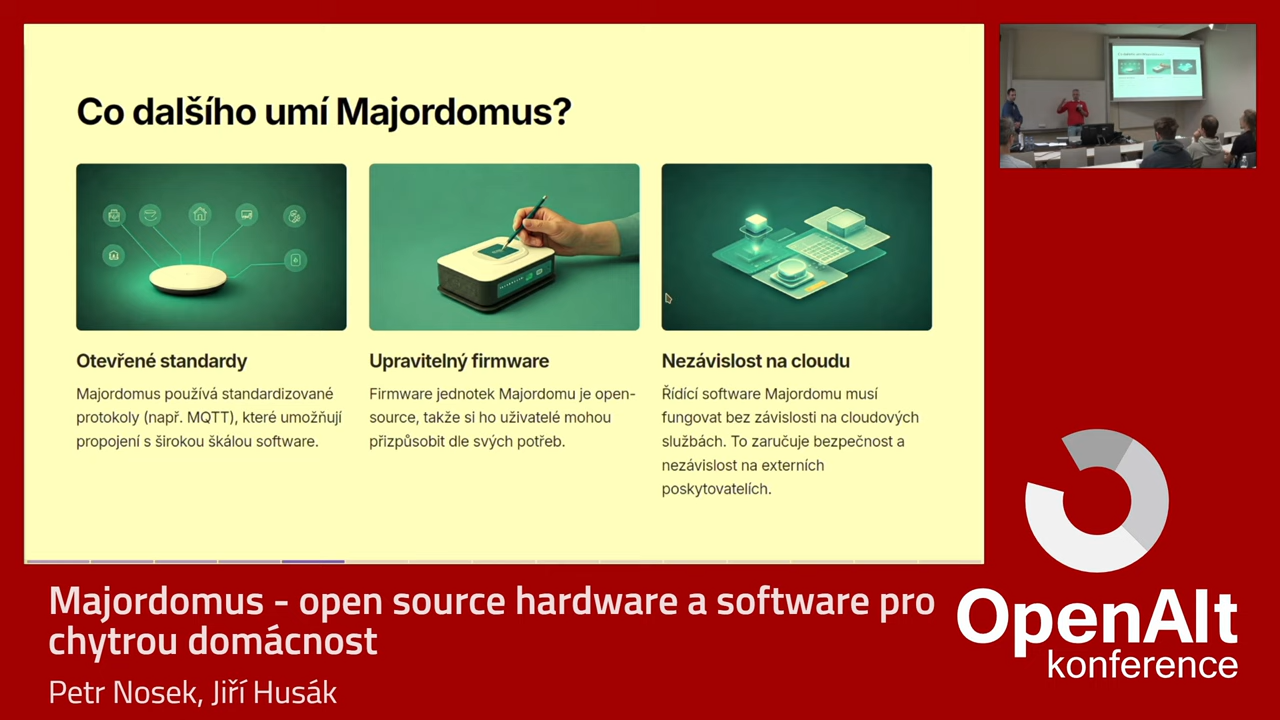 Co dalšího umí Majordomus?
Otevřené standardy
Majordomus používá standardizované
protokoly (např. MQTT), které umožňují
propojení s širokou škálou software.
Upravitelný firmware
Firmware jednotek Majordomu je open-
source, takže si ho uživatelé mohou
přizpůsobit dle svých potřeb.
Nezávislost na cloudu
Řídící software Majordomu musí
fungovat bez závislosti na cloudových
službách. To zaručuje bezpečnost a
nezávislost na externích
poskytovatelích.
Majordomus - open source hardware a software pro
chytrou domácnost
Petr Nosek, Jiří Husák
OpenAlt
konference